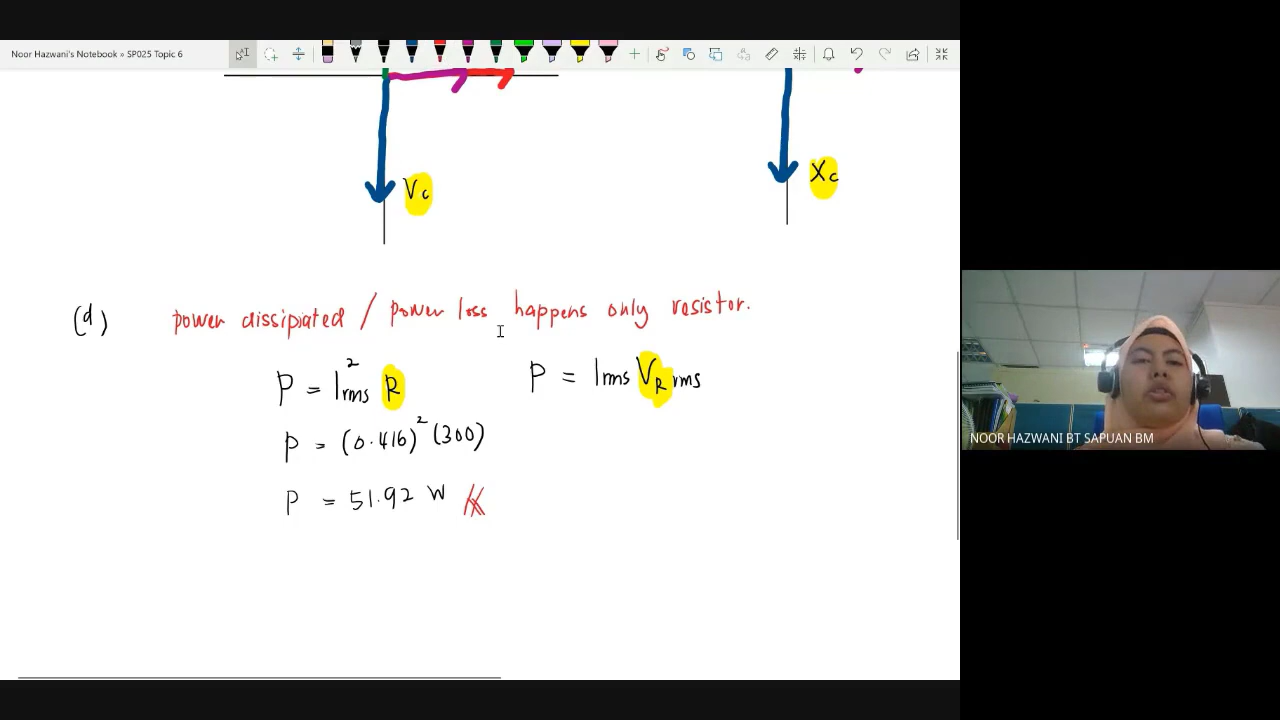 Noor Hazwani's Notebook » SP025 Topic 6
Vc
Xc
(d) power dissipiated / power loss happens only resistor.
P = Irms² R
P = Irms VR rms
P = (0.416)² (300)
P = 51.92 W
NOOR HAZWANI BT SAPUAN BM